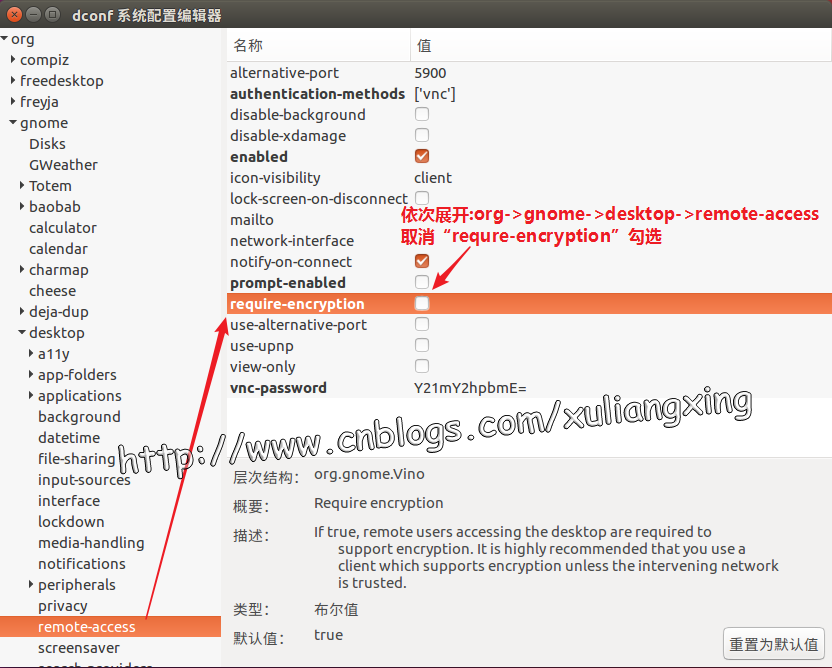 dconf 系统配置编辑器
org
compiz
freedesktop
freyja
gnome
Disks
GWeather
Totem
baobab
calculator
calendar
charmap
cheese
deja-dup
desktop
a11y
app-folders
applications
background
datetime
file-sharing
input-sources
interface
lockdown
media-handling
notifications
peripherals
privacy
remote-access
screensaver
search-providers
名称 值
alternative-port 5900
authentication-methods ['vnc']
disable-background
disable-xdamage
enabled
icon-visibility client
lock-screen-on-disconnect
mailto
network-interface
notify-on-connect
prompt-enabled
require-encryption
use-alternative-port
use-upnp
view-only
vnc-password Y21mY2hpbmE=
依次展开:org->gnome->desktop->remote-access
取消“requre-encryption”勾选
http://www.cnblogs.com/xuliangxing
层次结构： org.gnome.Vino
概要： Require encryption
描述： If true, remote users accessing the desktop are required to
support encryption. It is highly recommended that you use a
client which supports encryption unless the intervening network
is trusted.
类型： 布尔值
默认值： true
重置为默认值